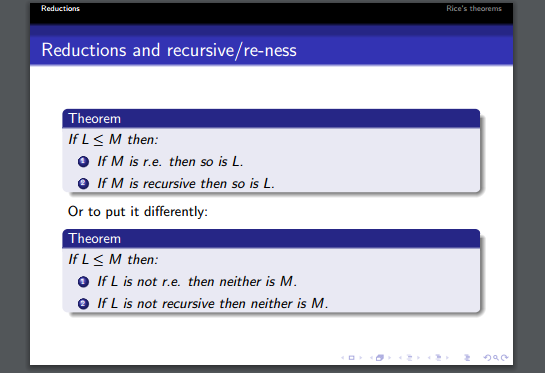 Reductions
Rice's theorems
Reductions and recursive/re-ness
Theorem
If L ≤ M then:
1 If M is r.e. then so is L.
2 If M is recursive then so is L.
Or to put it differently:
Theorem
If L ≤ M then:
1 If L is not r.e. then neither is M.
2 If L is not recursive then neither is M.